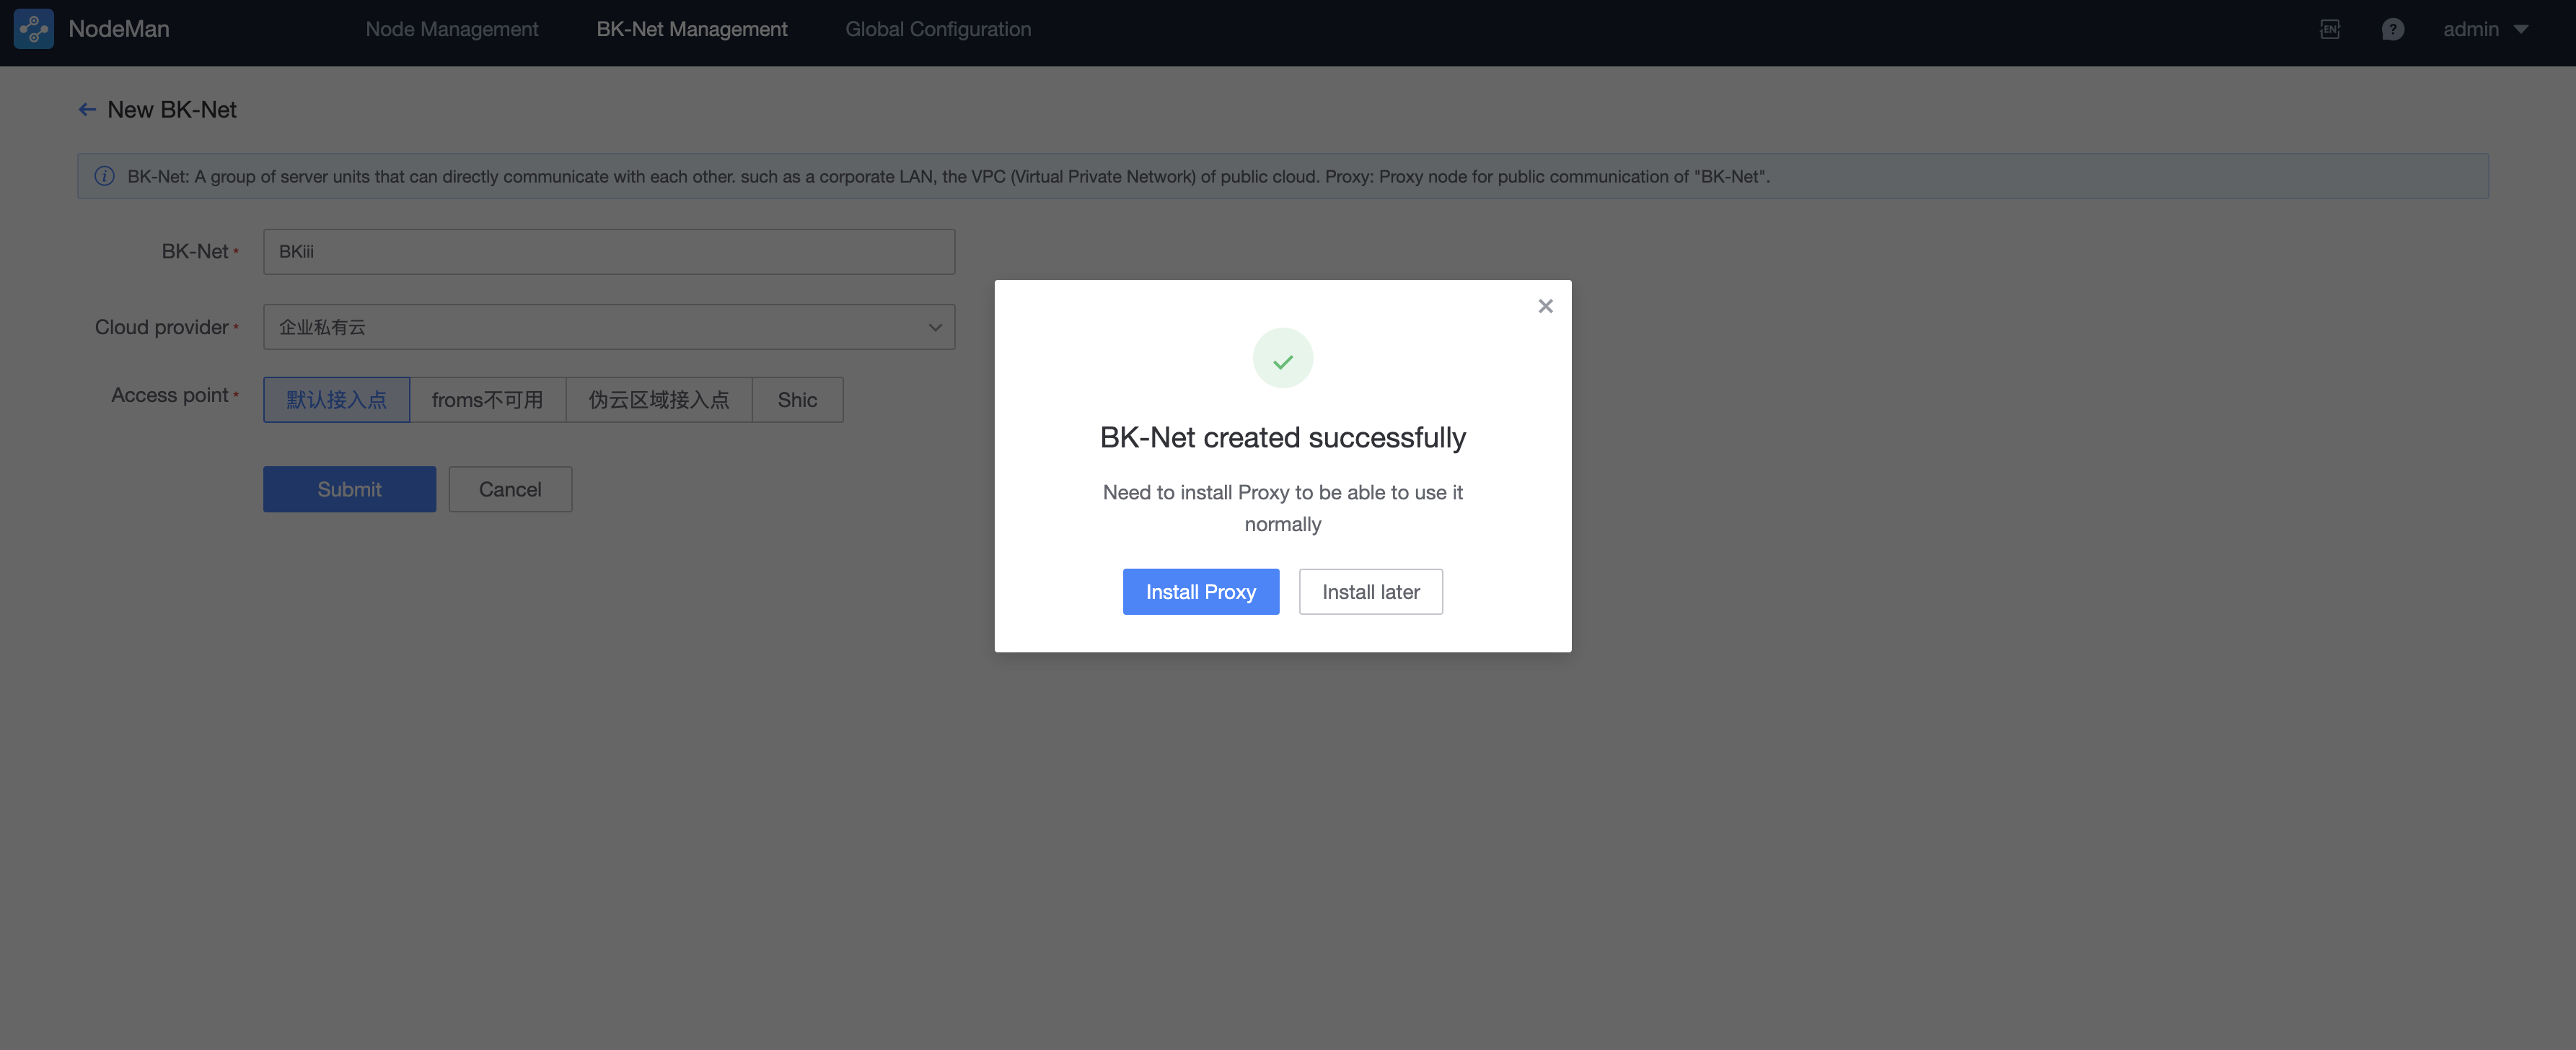 NodeMan
Node Management
BK-Net Management
Global Configuration
EN
?
admin
New BK-Net
BK-Net: A group of server units that can directly communicate with each other. such as a corporate LAN, the VPC (Virtual Private Network) of public cloud. Proxy: Proxy node for public communication of "BK-Net".
BK-Net *
BKiii
Cloud provider *
企业私有云
Access point *
默认接入点
froms不可用
伪云区域接入点
Shic
Submit
Cancel
BK-Net created successfully
Need to install Proxy to be able to use it
normally
Install Proxy
Install later